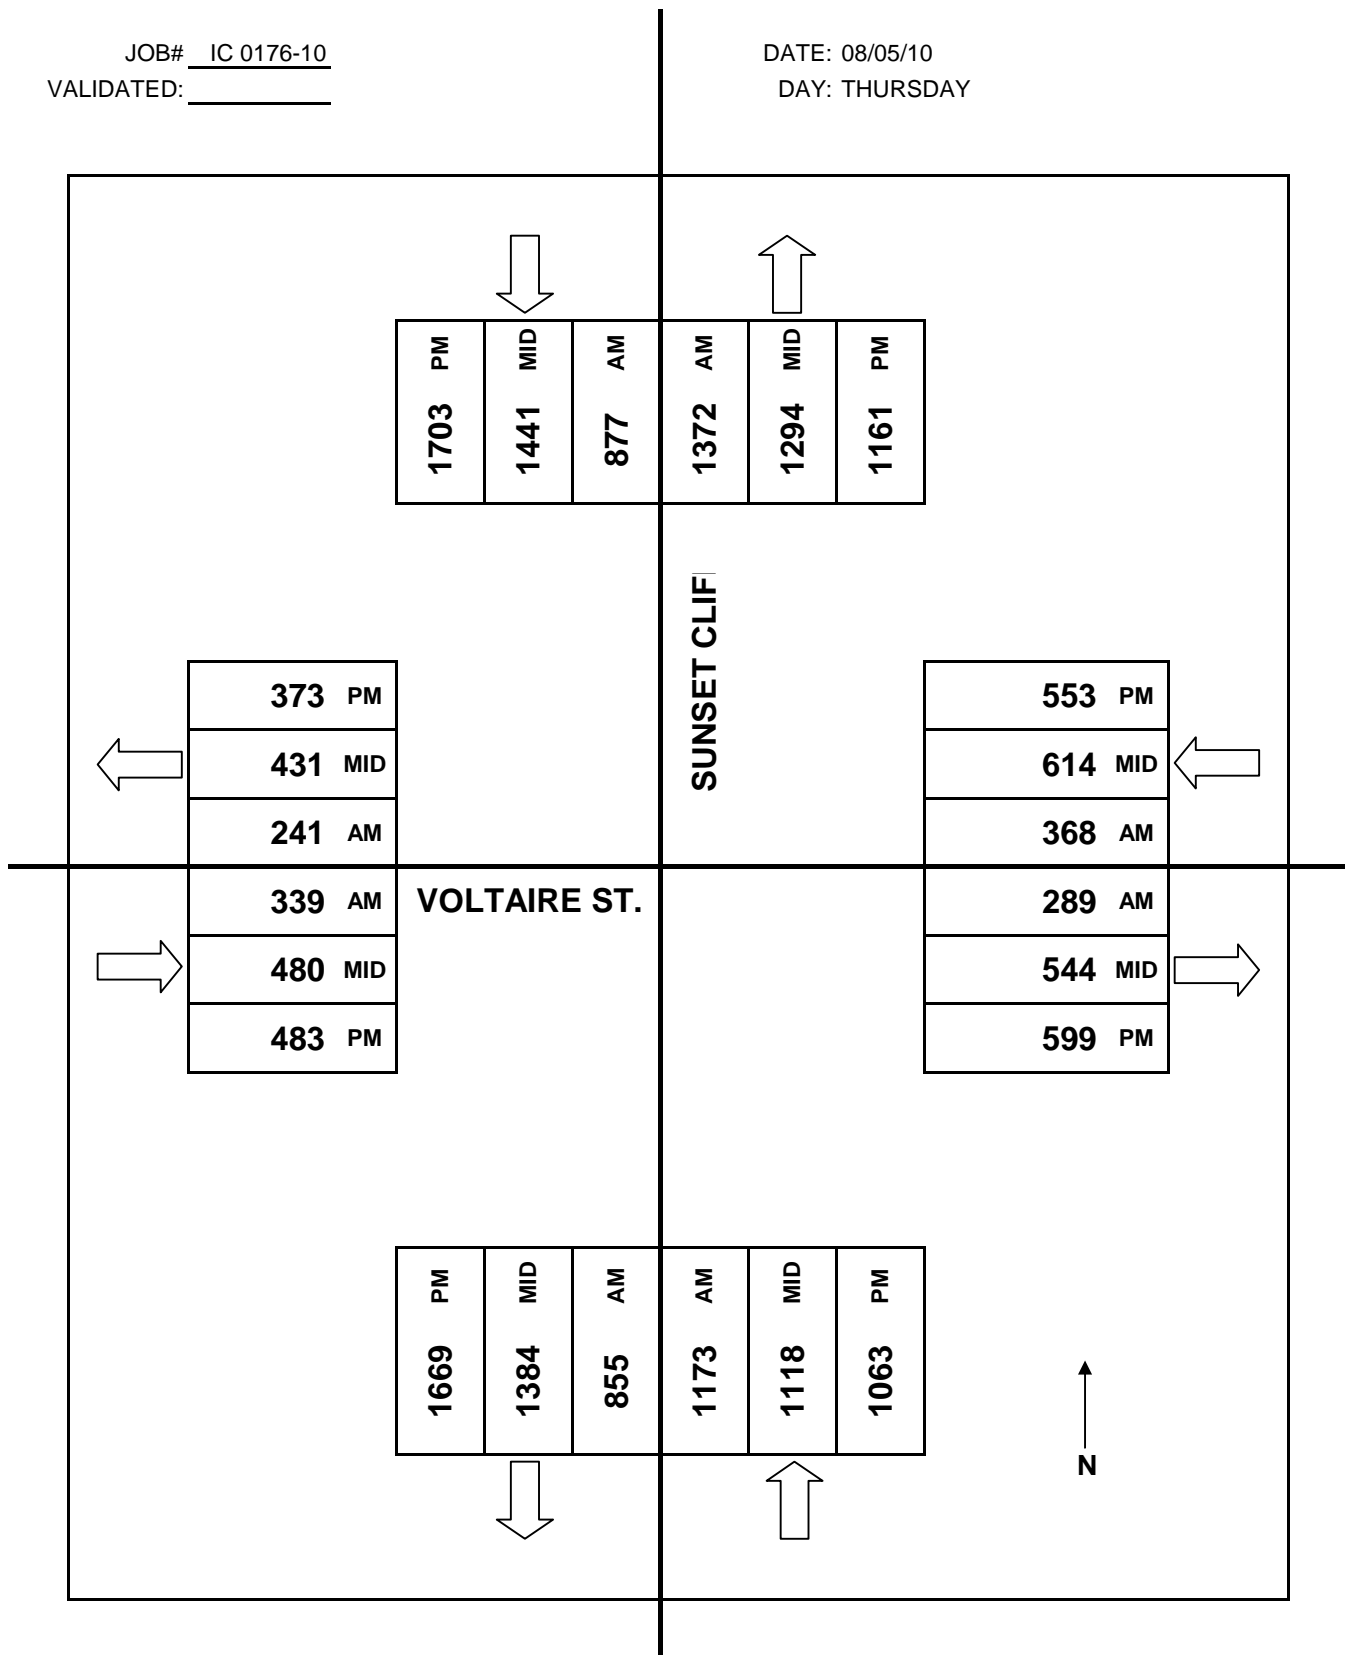 JOB# IC 0176-10
DATE: 08/05/10
VALIDATED:
DAY: THURSDAY
PM MID AM AM MID PM
1703 1441 877 1372 1294 1161
SUNSET CLIF
373 PM
553 PM
431 MID
614 MID
241 AM
368 AM
339 AM
VOLTAIRE ST.
289 AM
480 MID
544 MID
483 PM
599 PM
PM MID AM AM MID PM
1669 1384 855 1173 1118 1063
N